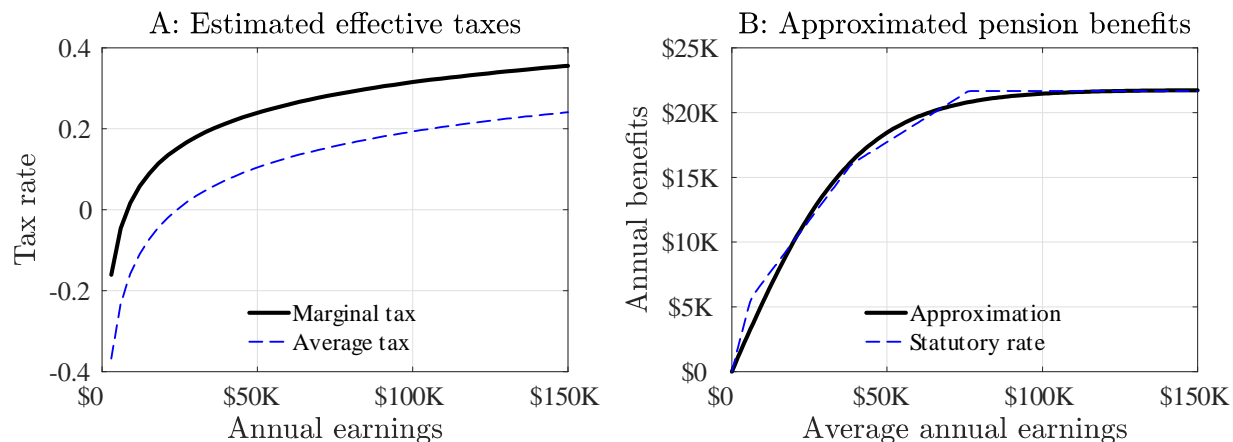 A: Estimated effective taxes
0.4
0.2
0
-0.2
-0.4
Tax rate
Marginal tax
Average tax
$0 $50K $100K $150K
Annual earnings
B: Approximated pension benefits
$25K
$20K
$15K
$10K
$5K
$0
Annual benefits
Approximation
Statutory rate
$0 $50K $100K $150K
Average annual earnings